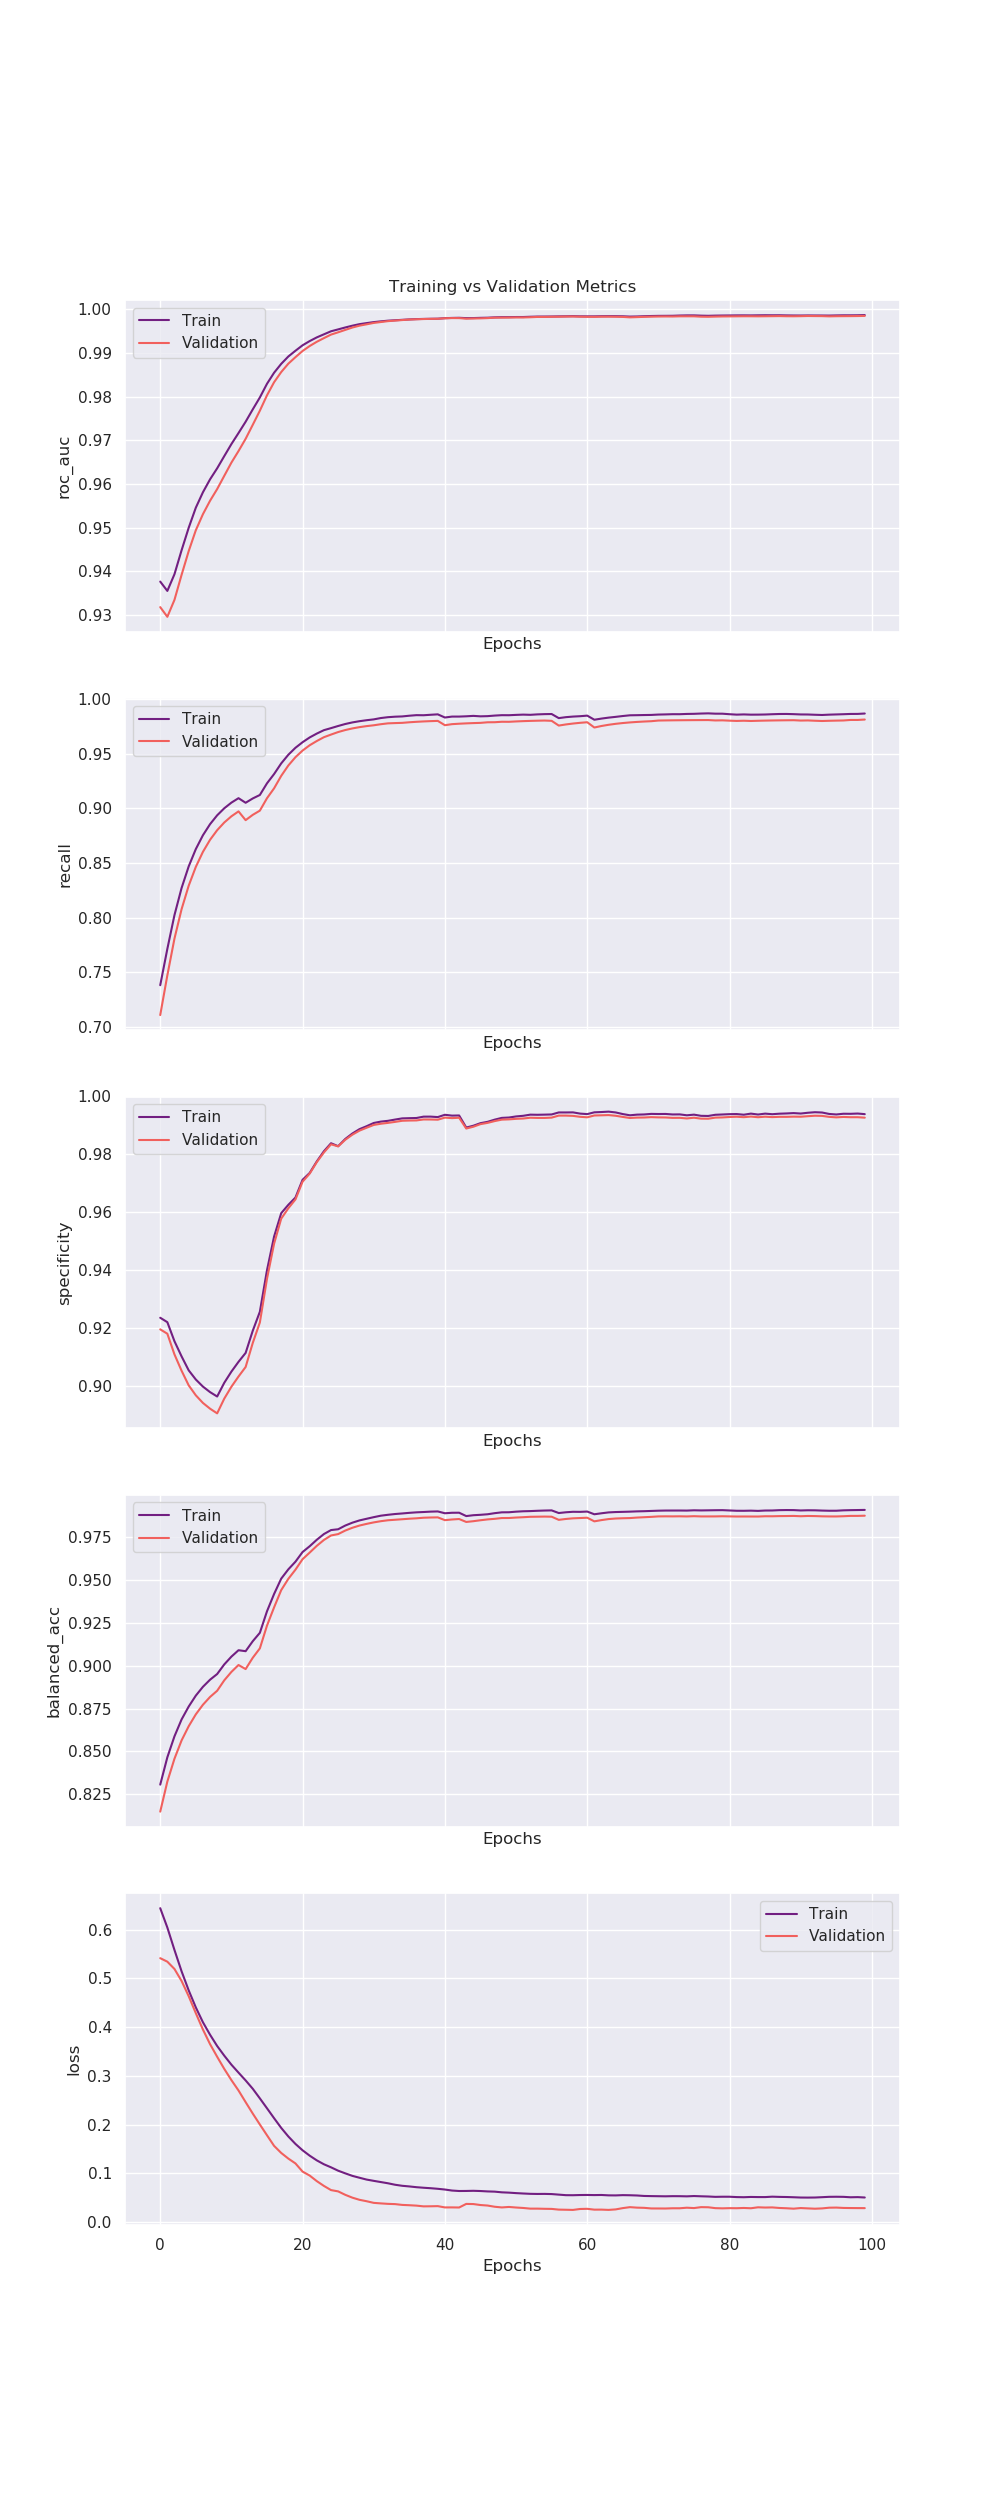 Training vs Validation Metrics
1.00
0.99
0.98
0.97
0.96
0.95
0.94
0.93
roc_auc
Train
Validation
Epochs
1.00
0.95
0.90
0.85
0.80
0.75
0.70
recall
Train
Validation
Epochs
1.00
0.98
0.96
0.94
0.92
0.90
specificity
Train
Validation
Epochs
0.975
0.950
0.925
0.900
0.875
0.850
0.825
balanced_acc
Train
Validation
Epochs
0.6
0.5
0.4
0.3
0.2
0.1
0.0
loss
Train
Validation
0 20 40 60 80 100
Epochs